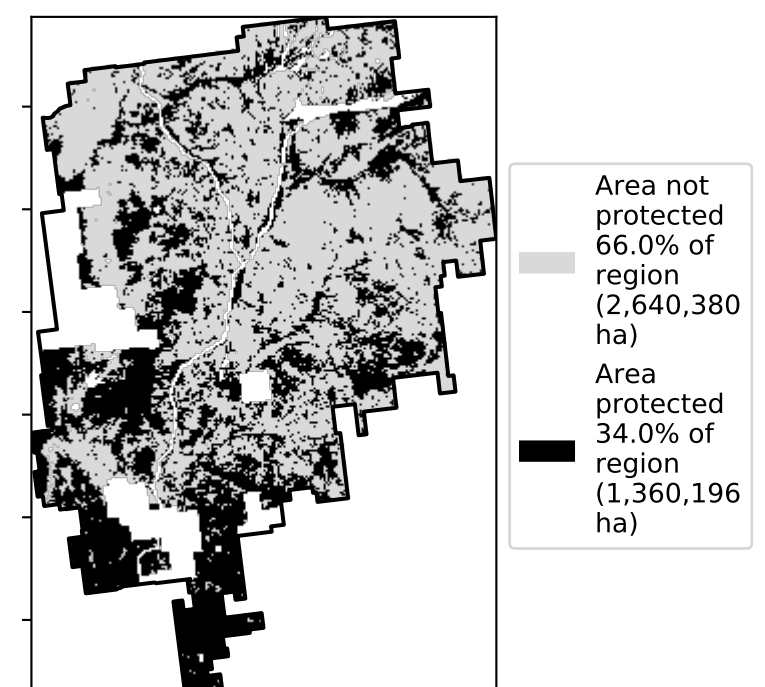 Area not
protected
66.0% of
region
(2,640,380
ha)
Area
protected
34.0% of
region
(1,360,196
ha)